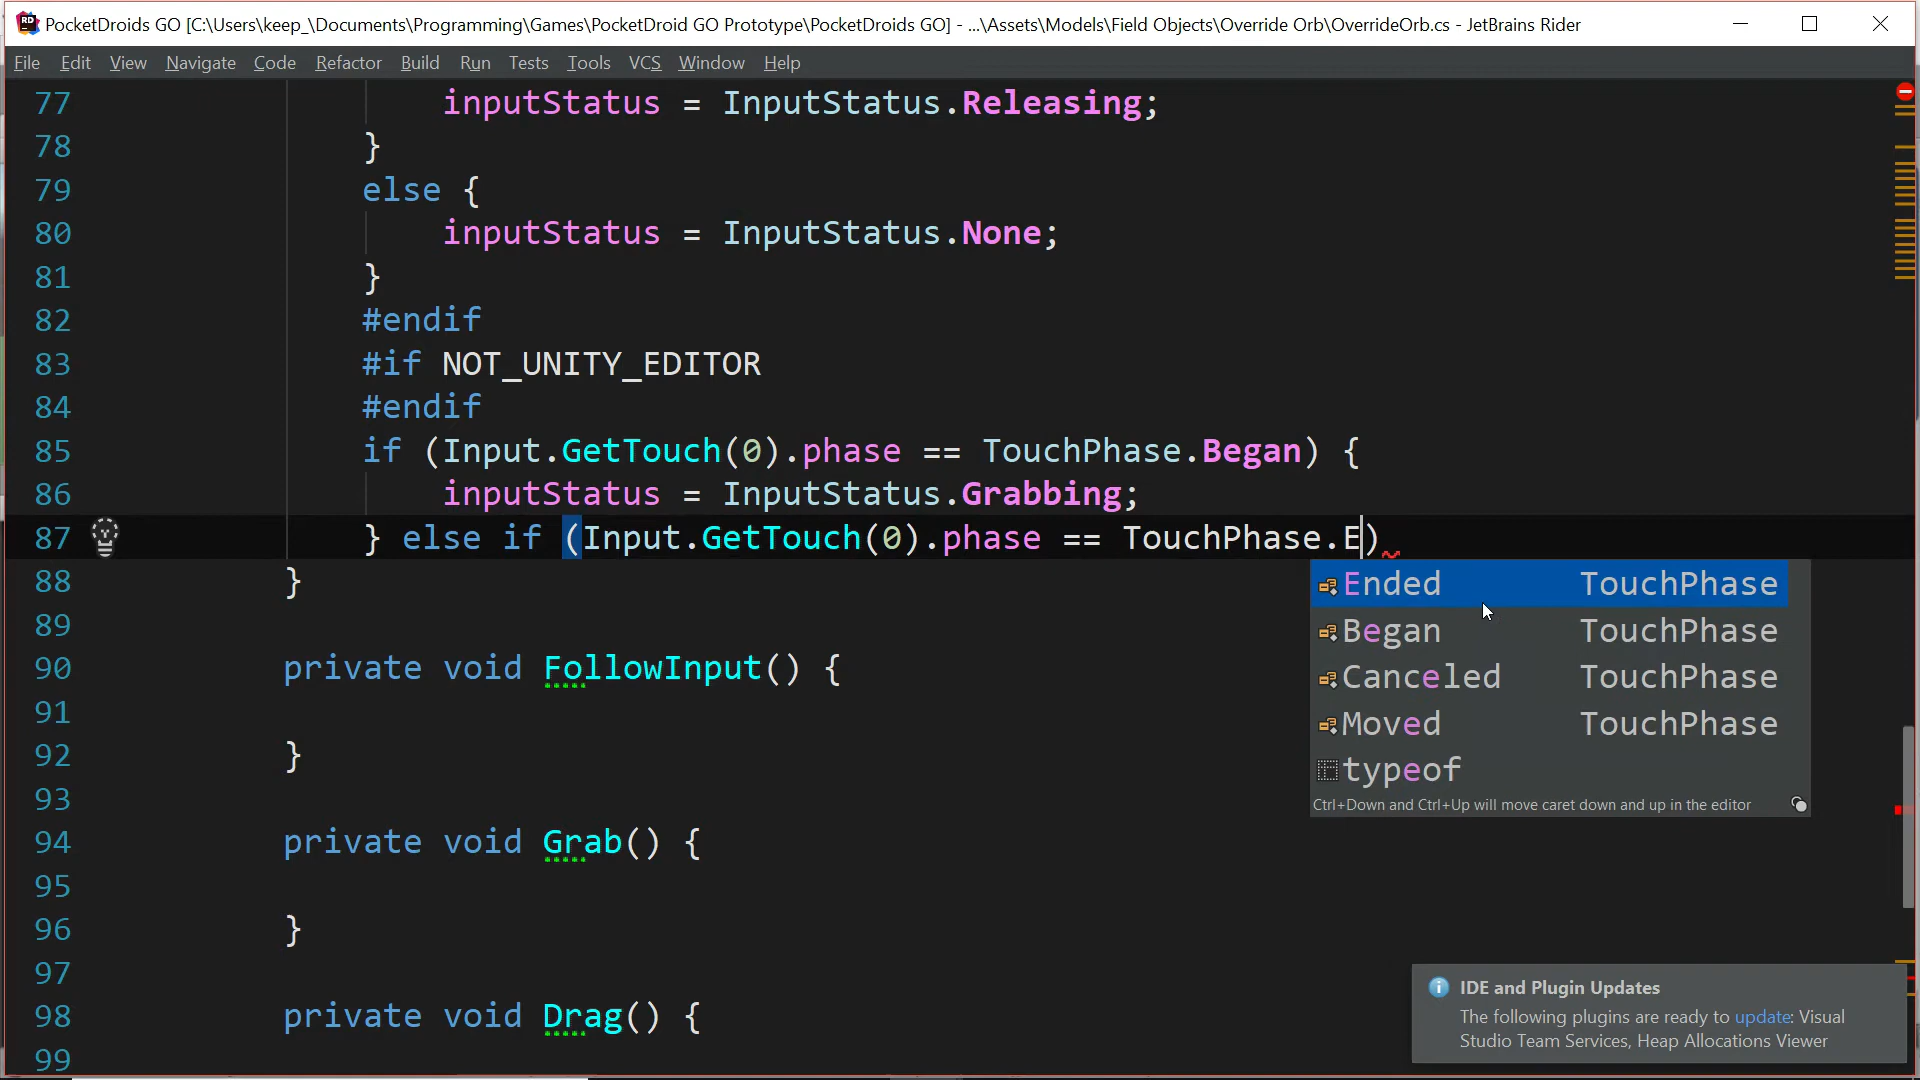 PocketDroids GO [C:\Users\keep_\Documents\Programming\Games\PocketDroid GO Prototype\PocketDroids GO] - ...\Assets\Models\Field Objects\Override Orb\OverrideOrb.cs - JetBrains Rider
File Edit View Navigate Code Refactor Build Run Tests Tools VCS Window Help
77 inputStatus = InputStatus.Releasing;
78 }
79 else {
80 inputStatus = InputStatus.None;
81 }
82 #endif
83 #if NOT_UNITY_EDITOR
84 #endif
85 if (Input.GetTouch(0).phase == TouchPhase.Began) {
86 inputStatus = InputStatus.Grabbing;
87 } else if (Input.GetTouch(0).phase == TouchPhase.E)
88 }
Ended TouchPhase
Began TouchPhase
Canceled TouchPhase
Moved TouchPhase
typeof
Ctrl+Down and Ctrl+Up will move caret down and up in the editor
89
90 private void FollowInput() {
91
92 }
93
94 private void Grab() {
95
96 }
97
98 private void Drag() {
99
IDE and Plugin Updates
The following plugins are ready to update: Visual
Studio Team Services, Heap Allocations Viewer